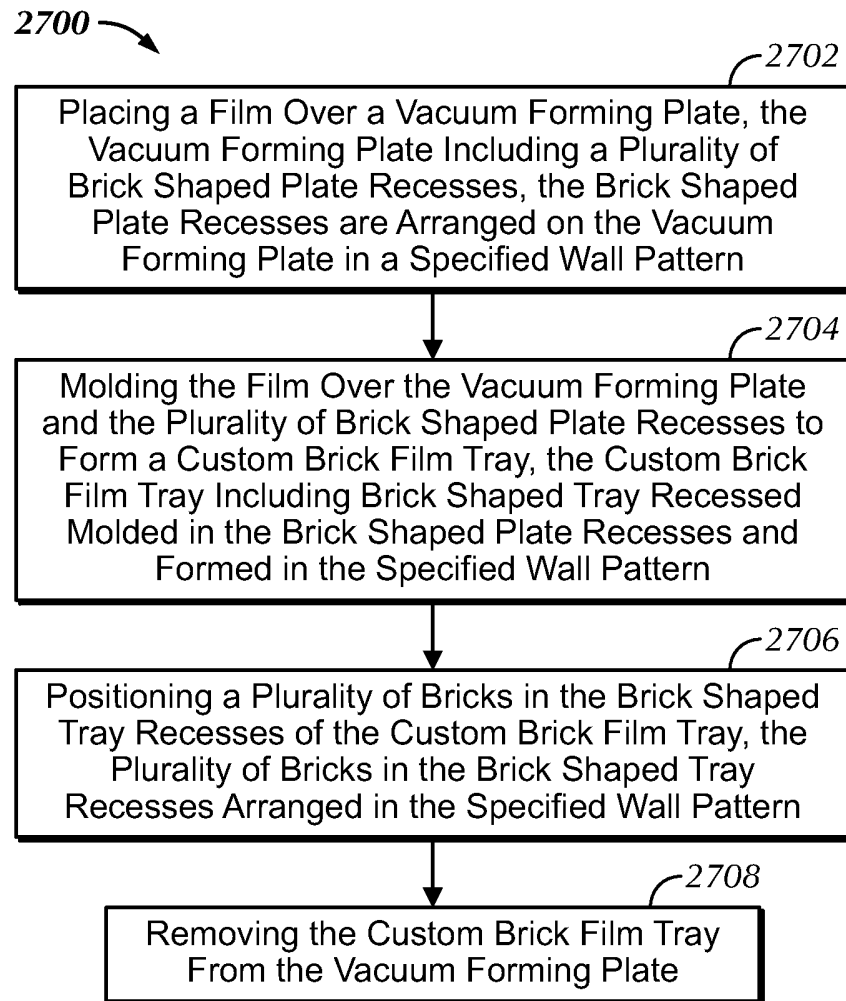 2700
2702
Placing a Film Over a Vacuum Forming Plate, the
Vacuum Forming Plate Including a Plurality of
Brick Shaped Plate Recesses, the Brick Shaped
Plate Recesses are Arranged on the Vacuum
Forming Plate in a Specified Wall Pattern
2704
Molding the Film Over the Vacuum Forming Plate
and the Plurality of Brick Shaped Plate Recesses to
Form a Custom Brick Film Tray, the Custom Brick
Film Tray Including Brick Shaped Tray Recessed
Molded in the Brick Shaped Plate Recesses and
Formed in the Specified Wall Pattern
2706
Positioning a Plurality of Bricks in the Brick Shaped
Tray Recesses of the Custom Brick Film Tray, the
Plurality of Bricks in the Brick Shaped Tray
Recesses Arranged in the Specified Wall Pattern
2708
Removing the Custom Brick Film Tray
From the Vacuum Forming Plate